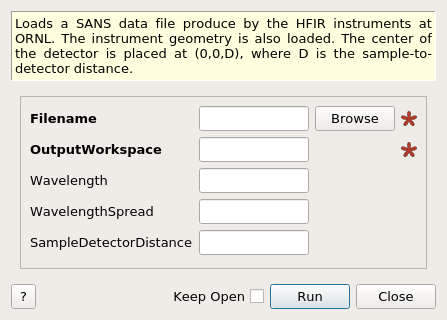 Loads a SANS data file produce by the HFIR instruments at
ORNL. The instrument geometry is also loaded. The center of
the detector is placed at (0,0,D), where D is the sample-to-
detector distance.
Filename Browse *
OutputWorkspace *
Wavelength
WavelengthSpread
SampleDetectorDistance
? Keep Open Run Close